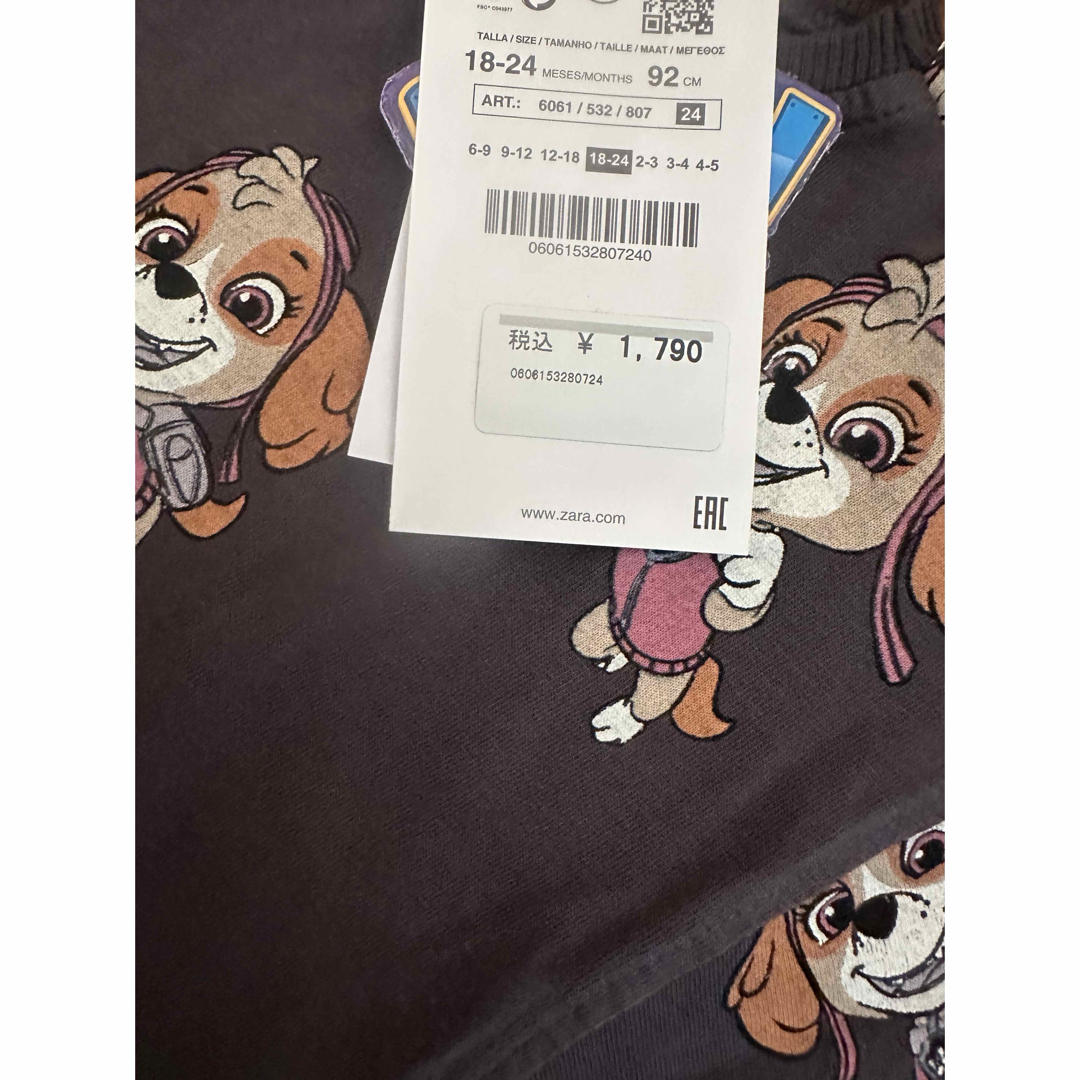 FSC® C043977
TALLA / SIZE / TAMANHO / TAILLE / MAAT / ΜΕΓΕΘΟΣ
18-24 MESES/MONTHS 92 CM
ART.: 6061 / 532 / 807 24
6-9 9-12 12-18 18-24 2-3 3-4 4-5
06061532807240
税込 ¥ 1,790
0606153280724
www.zara.com EAC